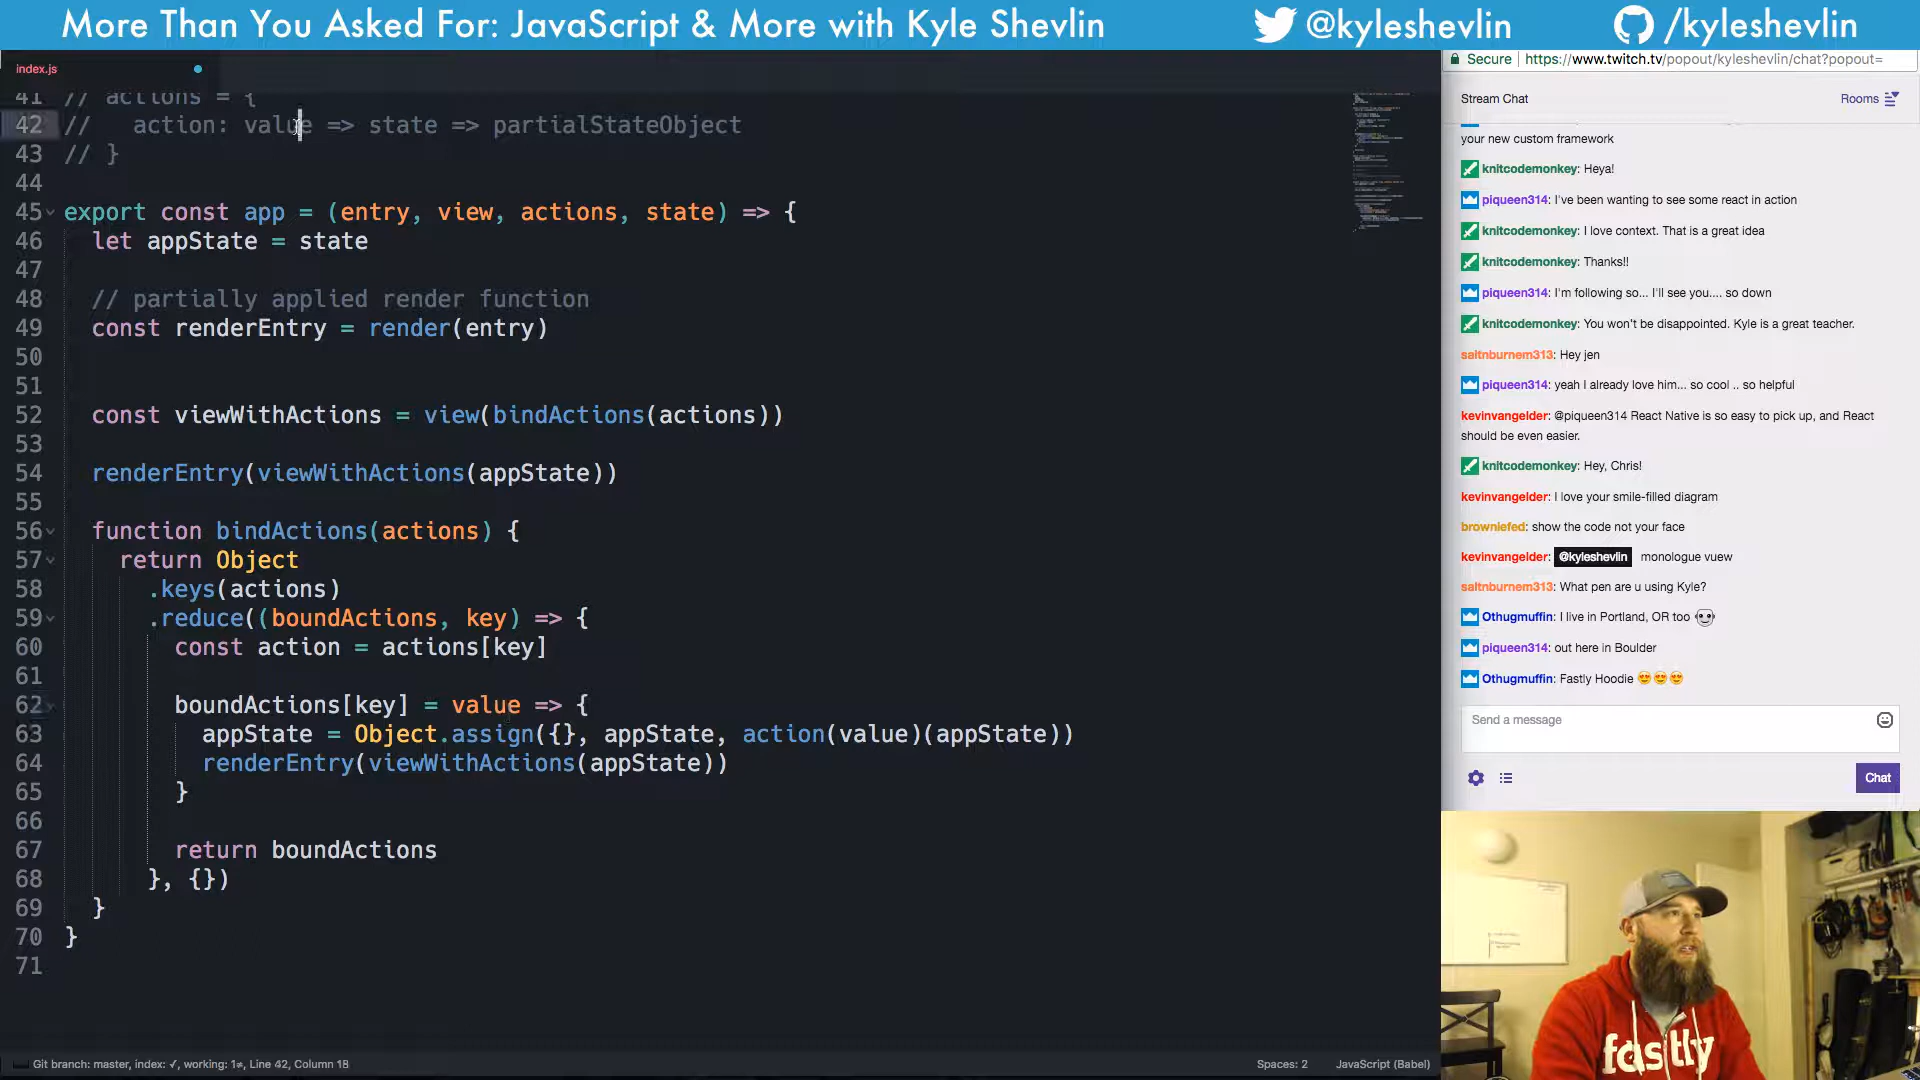 More Than You Asked For: JavaScript & More with Kyle Shevlin
@kyleshevlin
/kyleshevlin
index.js
Secure
https://www.twitch.tv/popout/kyleshevlin/chat?popout=
41 // actions = {
42 //   action: value => state => partialStateObject
43 // }
44
45 export const app = (entry, view, actions, state) => {
46   let appState = state
47
48   // partially applied render function
49   const renderEntry = render(entry)
50
51
52   const viewWithActions = view(bindActions(actions))
53
54   renderEntry(viewWithActions(appState))
55
56   function bindActions(actions) {
57     return Object
58       .keys(actions)
59       .reduce((boundActions, key) => {
60         const action = actions[key]
61
62         boundActions[key] = value => {
63           appState = Object.assign({}, appState, action(value)(appState))
64           renderEntry(viewWithActions(appState))
65         }
66
67         return boundActions
68       }, {})
69   }
70 }
71
Git branch: master, index: ✓, working: 1≠, Line 42, Column 18
Spaces: 2
JavaScript (Babel)
Stream Chat
Rooms
your new custom framework
knitcodemonkey: Heya!
piqueen314: I've been wanting to see some react in action
knitcodemonkey: I love context. That is a great idea
knitcodemonkey: Thanks!!
piqueen314: I'm following so... I'll see you.... so down
knitcodemonkey: You won't be disappointed. Kyle is a great teacher.
saltnburnem313: Hey jen
piqueen314: yeah I already love him... so cool .. so helpful
kevinvangelder: @piqueen314 React Native is so easy to pick up, and React
should be even easier.
knitcodemonkey: Hey, Chris!
kevinvangelder: I love your smile-filled diagram
browniefed: show the code not your face
kevinvangelder: @kyleshevlin monologue vuew
saltnburnem313: What pen are u using Kyle?
Othugmuffin: I live in Portland, OR too
piqueen314: out here in Boulder
Othugmuffin: Fastly Hoodie 😍😍😍
Send a message
Chat
fastly